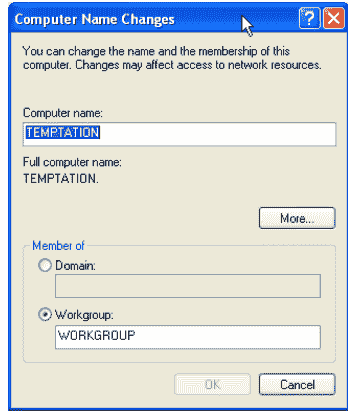 Computer Name Changes
You can change the name and the membership of this
computer. Changes may affect access to network resources.
Computer name:
TEMPTATION
Full computer name:
TEMPTATION.
More...
Member of
Domain:
Workgroup:
WORKGROUP
OK
Cancel